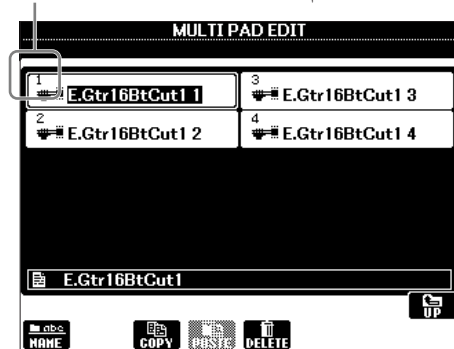 MULTI PAD EDIT
1
E.Gtr16BtCut1 1
3
E.Gtr16BtCut1 3
2
E.Gtr16BtCut1 2
4
E.Gtr16BtCut1 4
E.Gtr16BtCut1
UP
abc
NAME
COPY
PASTE
DELETE